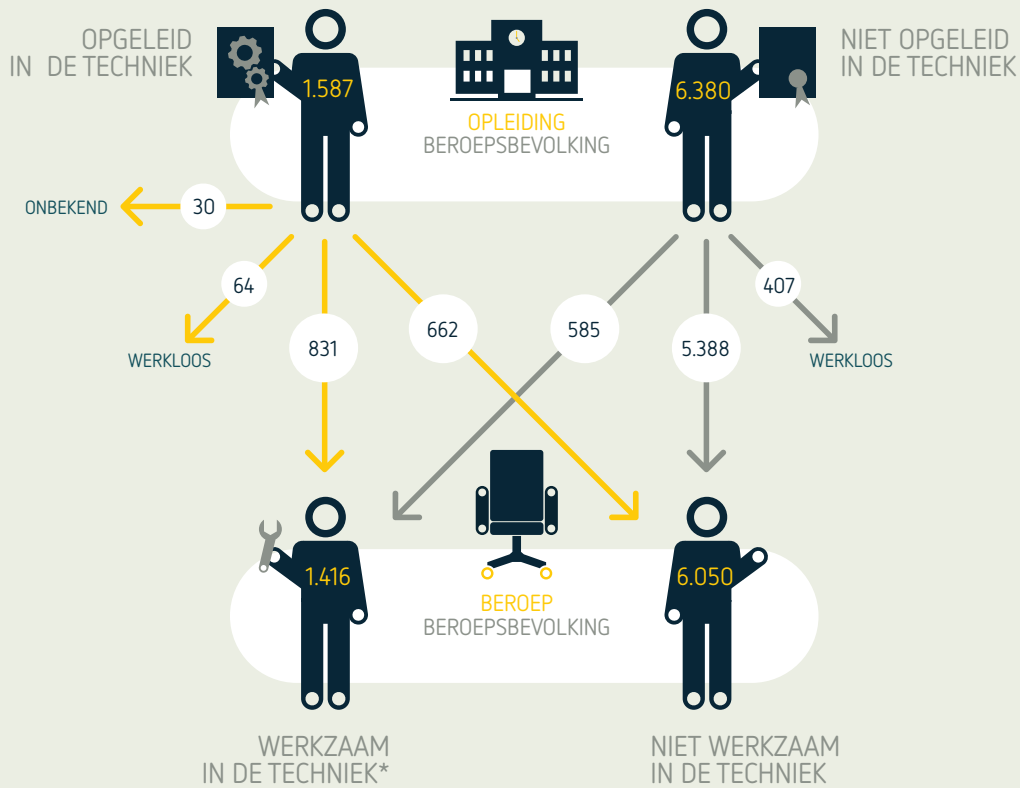 OPGELEID
IN DE TECHNIEK
1.587
OPLEIDING
BEROEPSBEVOLKING
6.380
NIET OPGELEID
IN DE TECHNIEK
ONBEKEND
30
64
WERKLOOS
831
662
585
5.388
407
WERKLOOS
1.416
BEROEP
BEROEPSBEVOLKING
6.050
WERKZAAM
IN DE TECHNIEK*
NIET WERKZAAM
IN DE TECHNIEK